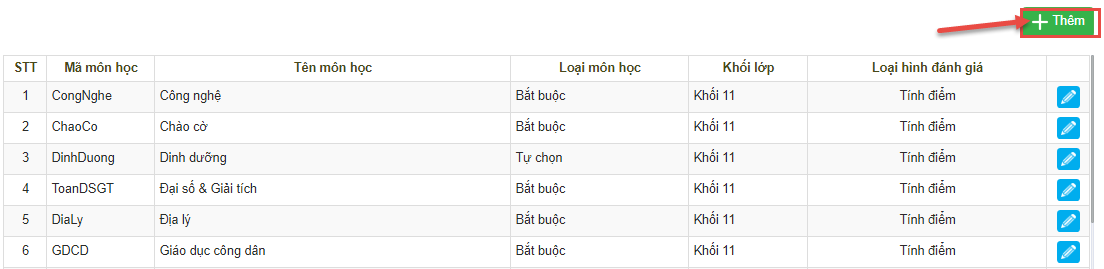 Thêm
STT Mã môn học Tên môn học Loại môn học Khối lớp Loại hình đánh giá
1 CongNghe Công nghệ Bắt buộc Khối 11 Tính điểm
2 ChaoCo Chào cờ Bắt buộc Khối 11 Tính điểm
3 DinhDuong Dinh dưỡng Tự chọn Khối 11 Tính điểm
4 ToanDSGT Đại số & Giải tích Bắt buộc Khối 11 Tính điểm
5 DiaLy Địa lý Bắt buộc Khối 11 Tính điểm
6 GDCD Giáo dục công dân Bắt buộc Khối 11 Tính điểm